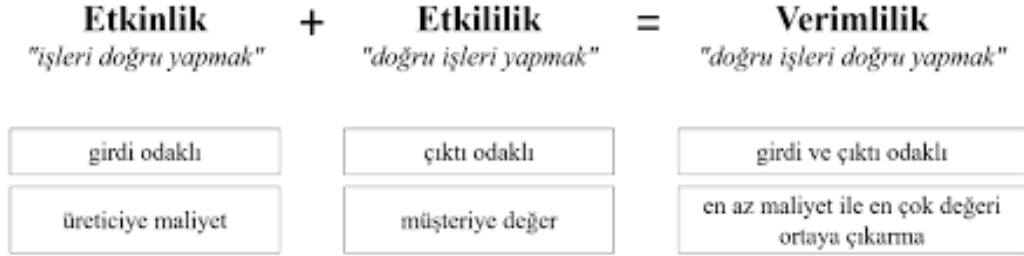 Etkinlik + Etkililik = Verimlilik
"işleri doğru yapmak" "doğru işleri yapmak" "doğru işleri doğru yapmak"
girdi odaklı çıktı odaklı girdi ve çıktı odaklı
üreticiye maliyet müşteriye değer en az maliyet ile en çok değeri
ortaya çıkarma